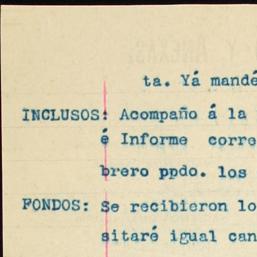 ta. Yá mandé
INCLUSOS: Acompaño á la
é Informe corre
brero ppdo. los
FONDOS: Se recibieron lo
sitaré igual can